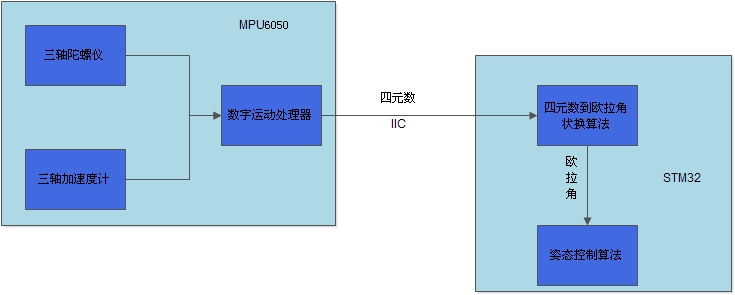 MPU6050
三轴陀螺仪
数字运动处理器
三轴加速度计
四元数
IIC
四元数到欧拉角
状换算法
欧
拉
角
STM32
姿态控制算法